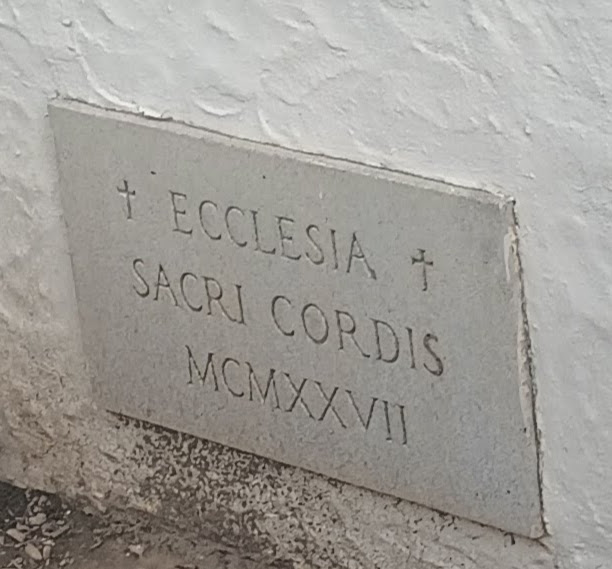 † ECCLESIA †
SACRI CORDIS
MCMXXVII